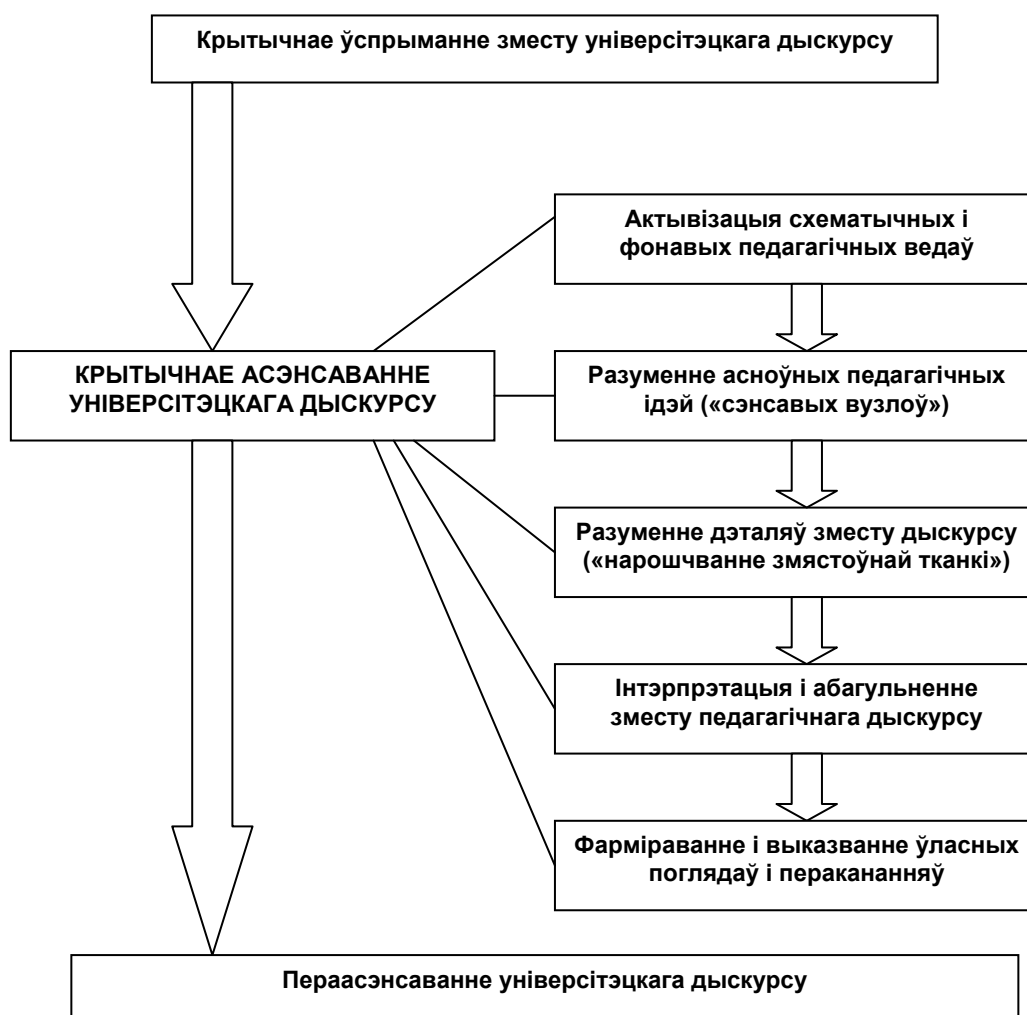 Крытычнае ўспрыманне зместу універсітэцкага дыскурсу
Актывізацыя схематычных і
фонавых педагагічных ведаў
КРЫТЫЧНАЕ АСЭНСАВАННЕ
УНІВЕРСІТЭЦКАГА ДЫСКУРСУ
Разуменне асноўных педагагічных
ідэй («сэнсавых вузлоў»)
Разуменне дэталяў зместу дыскурсу
(«нарошчванне змястоўнай тканкі»)
Інтэрпрэтацыя і абагульненне
зместу педагагічнага дыскурсу
Фарміраванне і выказванне ўласных
поглядаў і перакананняў
Пераасэнсаванне універсітэцкага дыскурсу